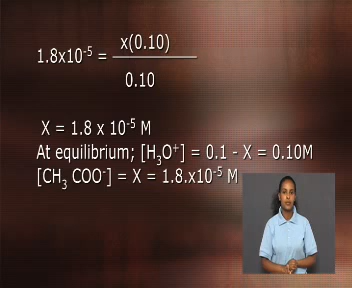 1.8x10⁻⁵ = x(0.10)
0.10
X = 1.8 x 10⁻⁵ M
At equilibrium; [H₃O⁺] = 0.1 - X = 0.10M
[CH₃ COO⁻] = X = 1.8.x10⁻⁵ M